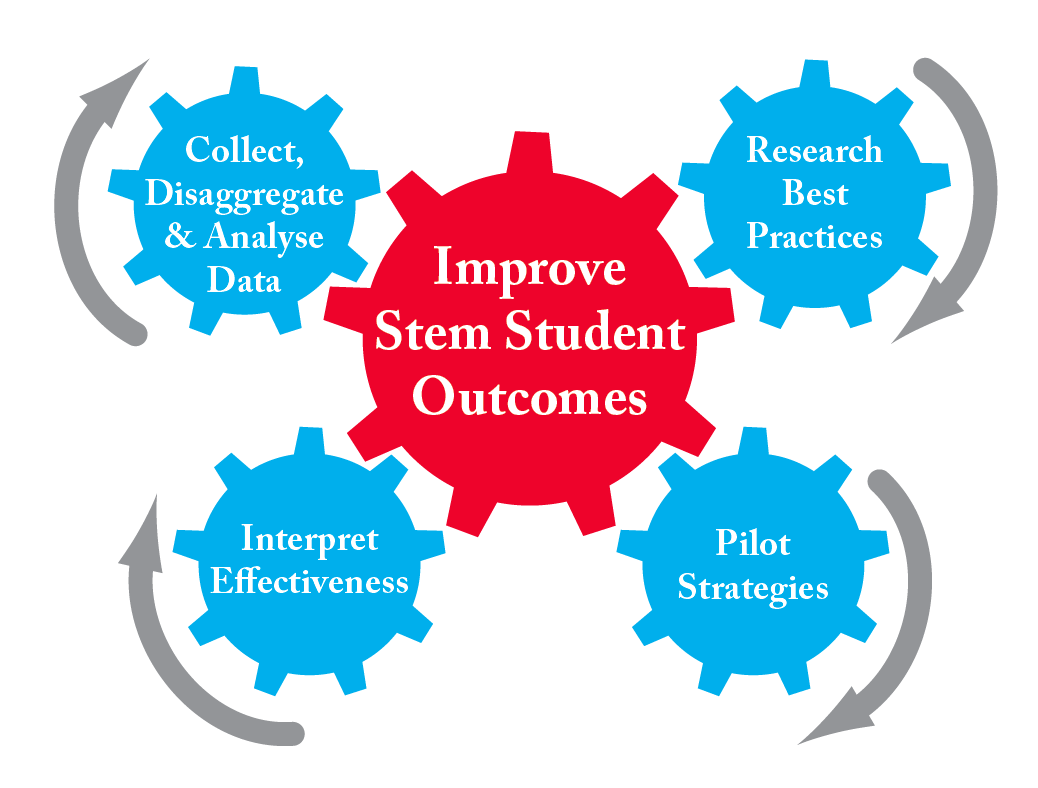 Collect,
Disaggregate
& Analyse
Data
Research
Best
Practices
Improve
Stem Student
Outcomes
Interpret
Effectiveness
Pilot
Strategies